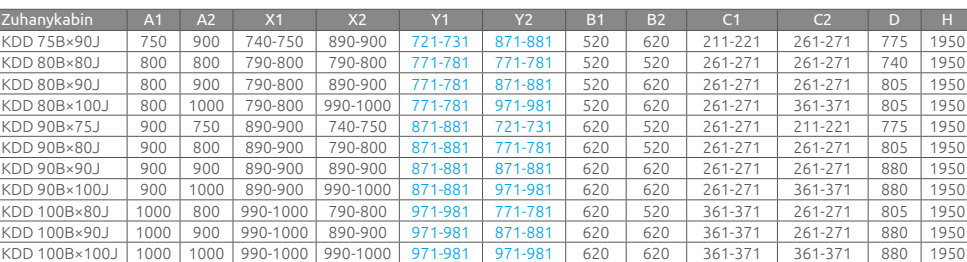 Zuhanykabin A1 A2 X1 X2 Y1 Y2 B1 B2 C1 C2 D H
KDD 75B×90J 750 900 740-750 890-900 721-731 871-881 520 620 211-221 261-271 775 1950
KDD 80B×80J 800 800 790-800 790-800 771-781 771-781 520 520 261-271 261-271 740 1950
KDD 80B×90J 800 900 790-800 890-900 771-781 871-881 520 620 261-271 261-271 805 1950
KDD 80B×100J 800 1000 790-800 990-1000 771-781 971-981 520 620 261-271 361-371 805 1950
KDD 90B×75J 900 750 890-900 740-750 871-881 721-731 620 520 261-271 211-221 775 1950
KDD 90B×80J 900 800 890-900 790-800 871-881 771-781 620 520 261-271 261-271 805 1950
KDD 90B×90J 900 900 890-900 890-900 871-881 871-881 620 620 261-271 261-271 880 1950
KDD 90B×100J 900 1000 890-900 990-1000 871-881 971-981 620 620 261-271 361-371 880 1950
KDD 100B×80J 1000 800 990-1000 790-800 971-981 771-781 620 520 361-371 261-271 805 1950
KDD 100B×90J 1000 900 990-1000 890-900 971-981 871-881 620 620 361-371 261-271 880 1950
KDD 100B×100J 1000 1000 990-1000 990-1000 971-981 971-981 620 620 361-371 361-371 880 1950